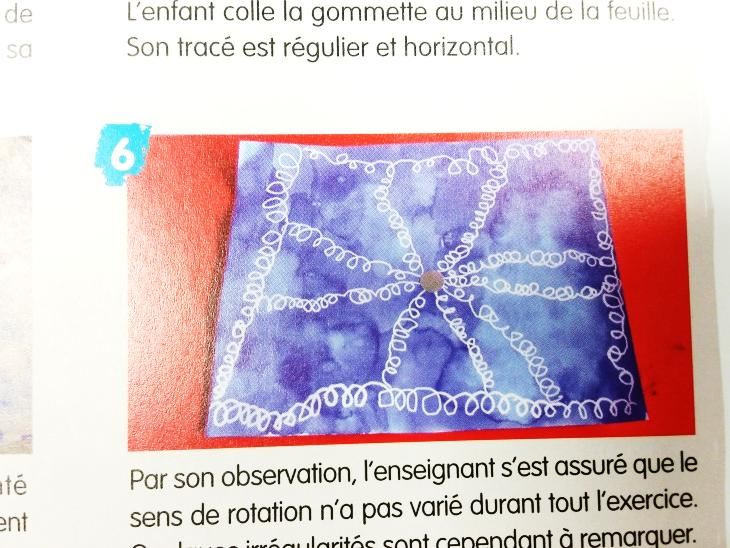 de
sa
L'enfant colle la gommette au milieu de la feuille.
Son tracé est régulier et horizontal.
6
té
ent
Par son observation, l'enseignant s'est assuré que le
sens de rotation n'a pas varié durant tout l'exercice.
Quelques irrégularités sont cependant à remarquer.